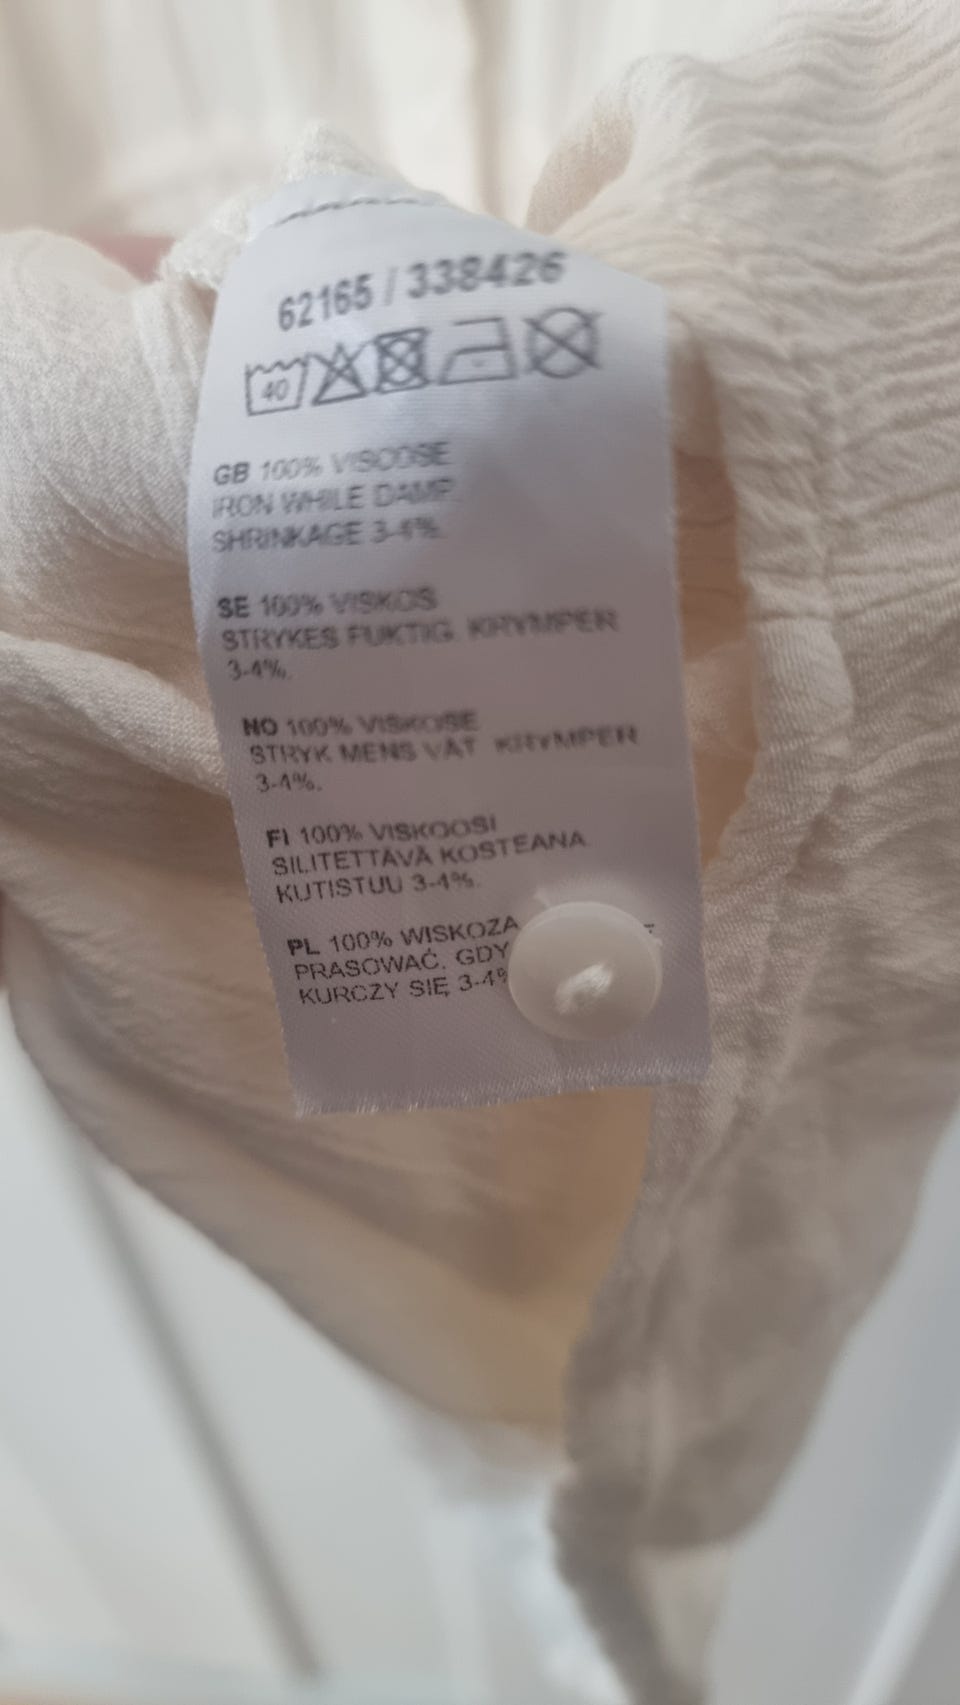 62165 / 338426
40
GB 100% VISCOSE
IRON WHILE DAMP.
SHRINKAGE 3-4%.
SE 100% VISKOS
STRYKES FUKTIG. KRYMPER
3-4%.
NO 100% VISKOSE
STRYK MENS VÅT. KRYMPER
3-4%.
FI 100% VISKOOSI
SILITETTÄVÄ KOSTEANA.
KUTISTUU 3-4%.
PL 100% WISKOZA
PRASOWAĆ, GDY
KURCZY SIĘ 3-4%